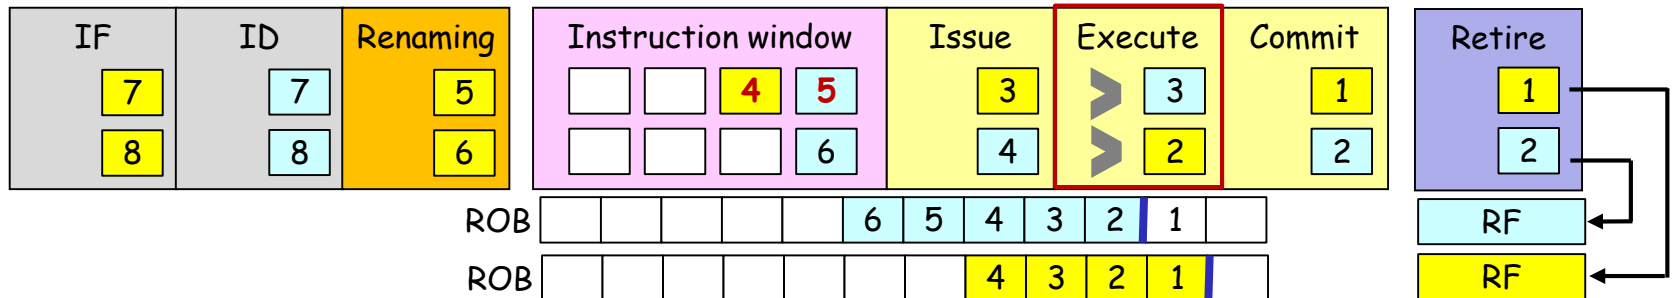 IF ID Renaming Instruction window Issue Execute Commit Retire
7 7 5 4 5 3 3 1 1
8 8 6 6 4 2 2 2
ROB 6 5 4 3 2 1 RF
ROB 4 3 2 1 RF